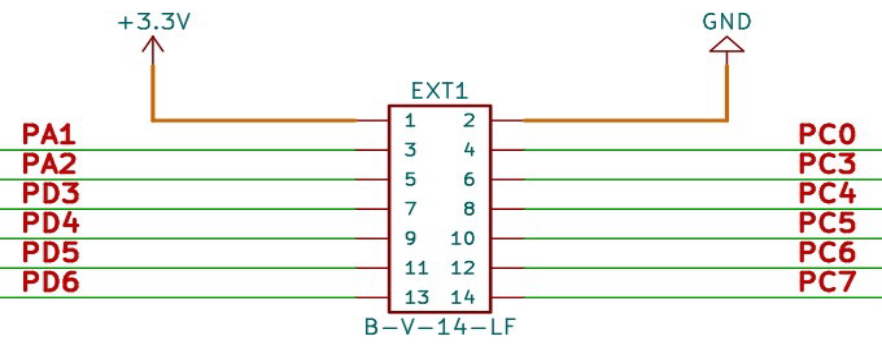 +3.3V GND
EXT1
1 2
PA1 3 4 PC0
PA2 5 6 PC3
PD3 7 8 PC4
PD4 9 10 PC5
PD5 11 12 PC6
PD6 13 14 PC7
B-V-14-LF